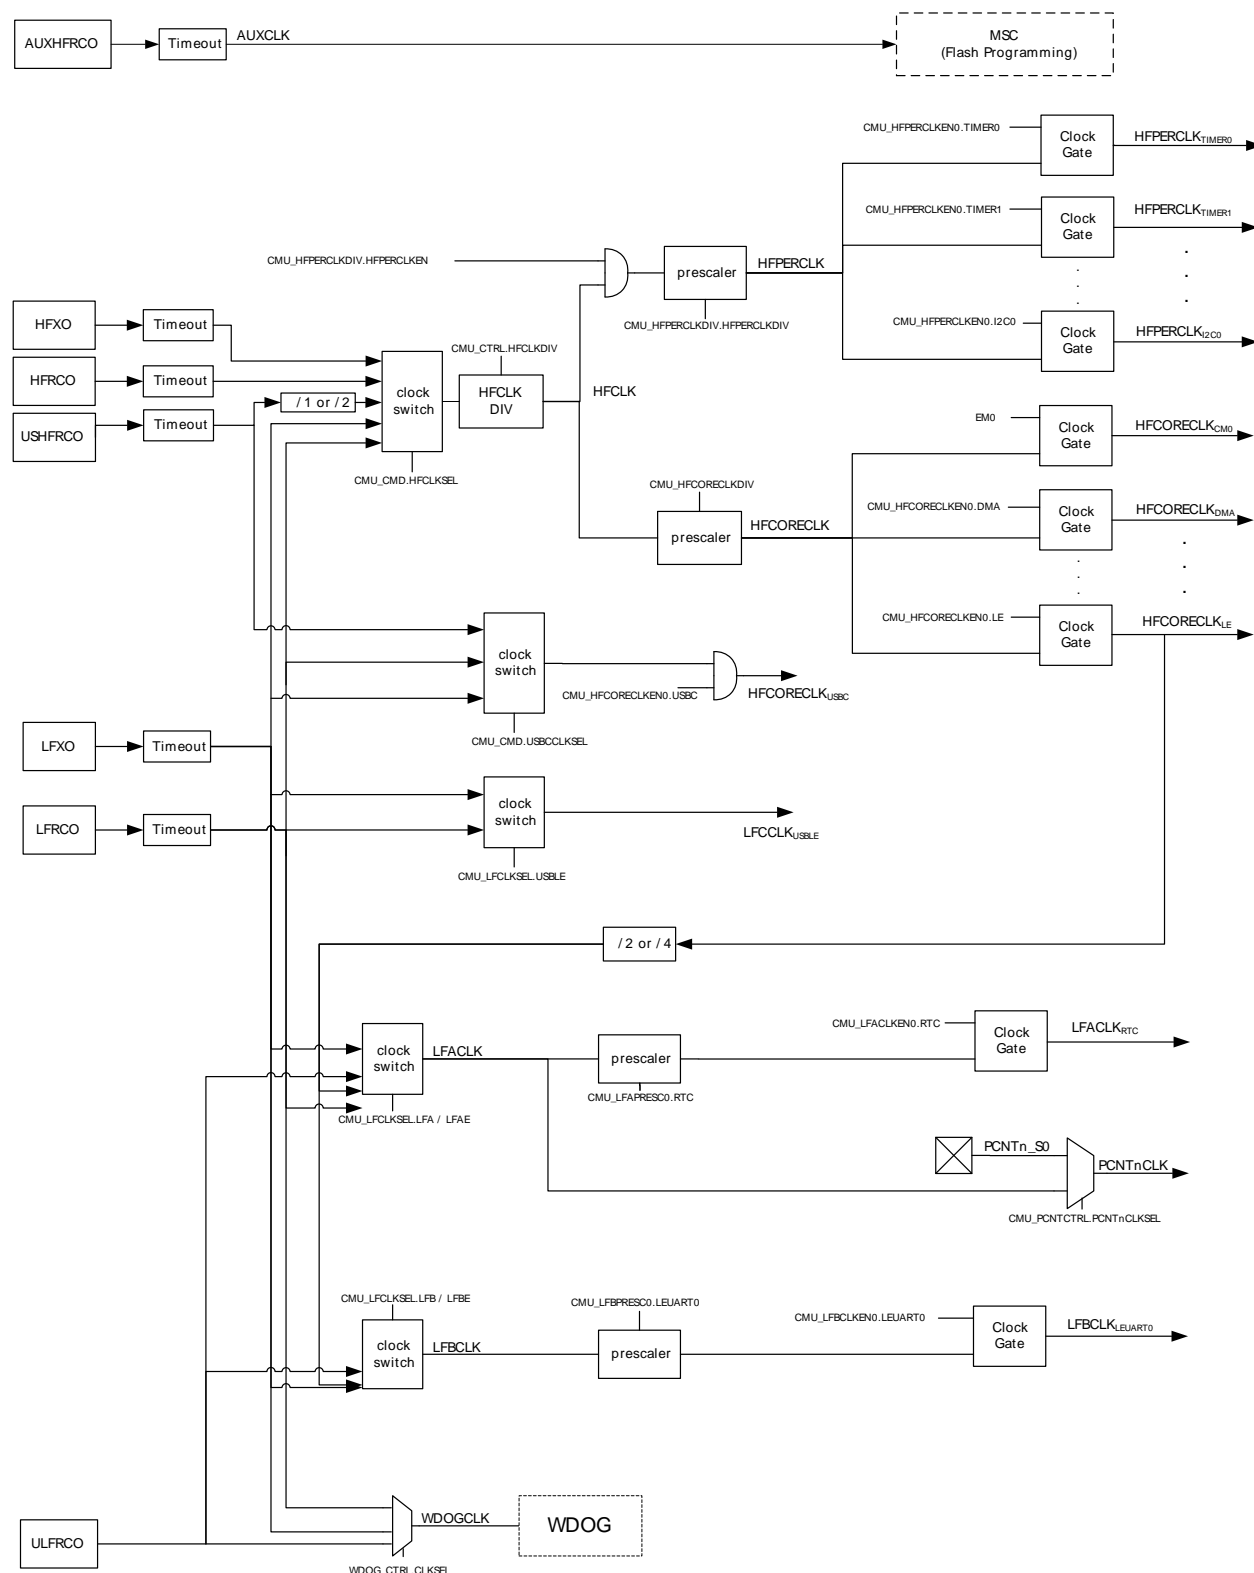 AUXHFRCO
Timeout
AUXCLK
MSC
(Flash Programming)
CMU_HFPERCLKEN0.TIMER0
Clock
Gate
HFPERCLKTIMER0
CMU_HFPERCLKEN0.TIMER1
Clock
Gate
HFPERCLKTIMER1
CMU_HFPERCLKDIV.HFPERCLKEN
prescaler
HFPERCLK
CMU_HFPERCLKDIV.HFPERCLKDIV
CMU_HFPERCLKEN0.I2C0
Clock
Gate
HFPERCLKI2C0
HFXO
Timeout
HFRCO
Timeout
USHFRCO
Timeout
/ 1 or / 2
clock
switch
CMU_CMD.HFCLKSEL
CMU_CTRL.HFCLKDIV
HFCLK
DIV
HFCLK
EM0
Clock
Gate
HFCORECLKCM0
CMU_HFCORECLKDIV
prescaler
HFCORECLK
CMU_HFCORECLKEN0.DMA
Clock
Gate
HFCORECLKDMA
CMU_HFCORECLKEN0.LE
Clock
Gate
HFCORECLKLE
clock
switch
CMU_HFCORECLKEN0.USBC
HFCORECLKUSBC
CMU_CMD.USBCCLKSEL
LFXO
Timeout
LFRCO
Timeout
clock
switch
LFCCLKUSBLE
CMU_LFCLKSEL.USBLE
/ 2 or / 4
clock
switch
LFACLK
CMU_LFCLKSEL.LFA / LFAE
prescaler
CMU_LFAPRESC0.RTC
CMU_LFACLKEN0.RTC
Clock
Gate
LFACLKRTC
PCNTn_S0
PCNTnCLK
CMU_PCNTCTRL.PCNTnCLKSEL
CMU_LFCLKSEL.LFB / LFBE
clock
switch
LFBCLK
CMU_LFBPRESC0.LEUART0
prescaler
CMU_LFBCLKEN0.LEUART0
Clock
Gate
LFBCLKLEUART0
ULFRCO
WDOGCLK
WDOG
WDOG_CTRL.CLKSEL